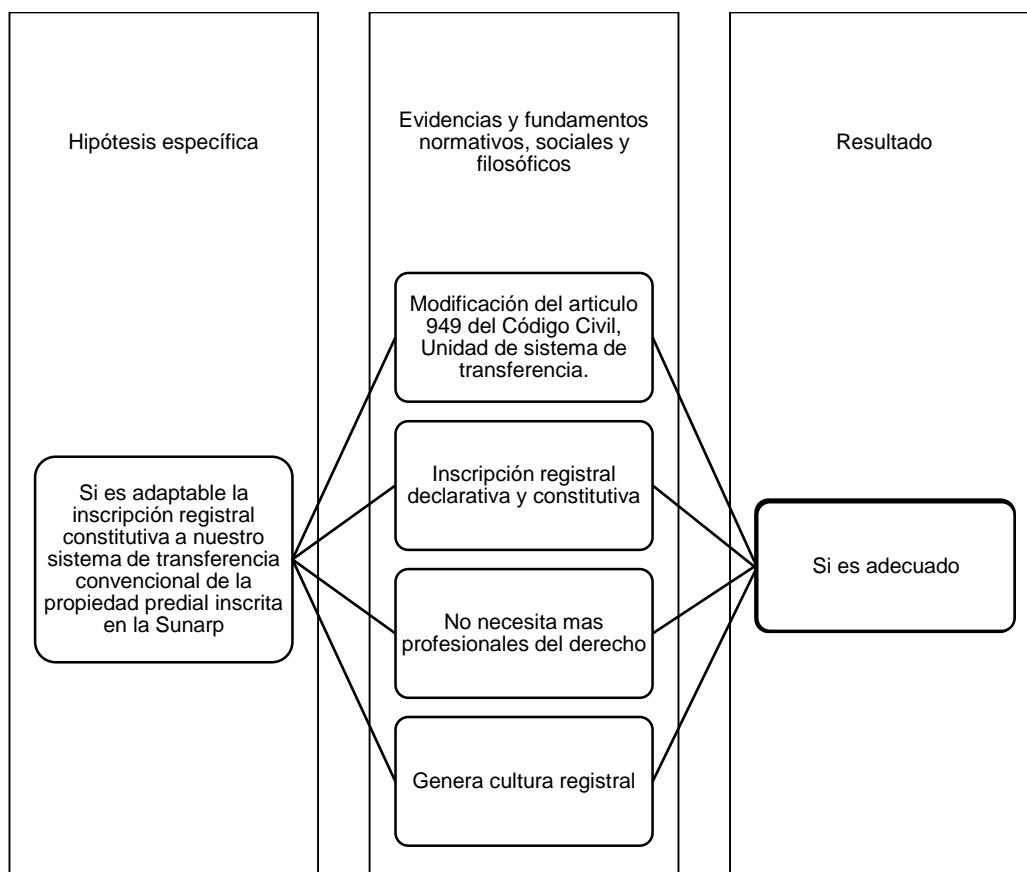 Hipótesis específica
Evidencias y fundamentos
normativos, sociales y
filosóficos
Resultado
Si es adaptable la
inscripción registral
constitutiva a nuestro
sistema de transferencia
convencional de la
propiedad predial inscrita
en la Sunarp
Modificación del articulo
949 del Código Civil,
Unidad de sistema de
transferencia.
Inscripción registral
declarativa y constitutiva
No necesita mas
profesionales del derecho
Genera cultura registral
Si es adecuado